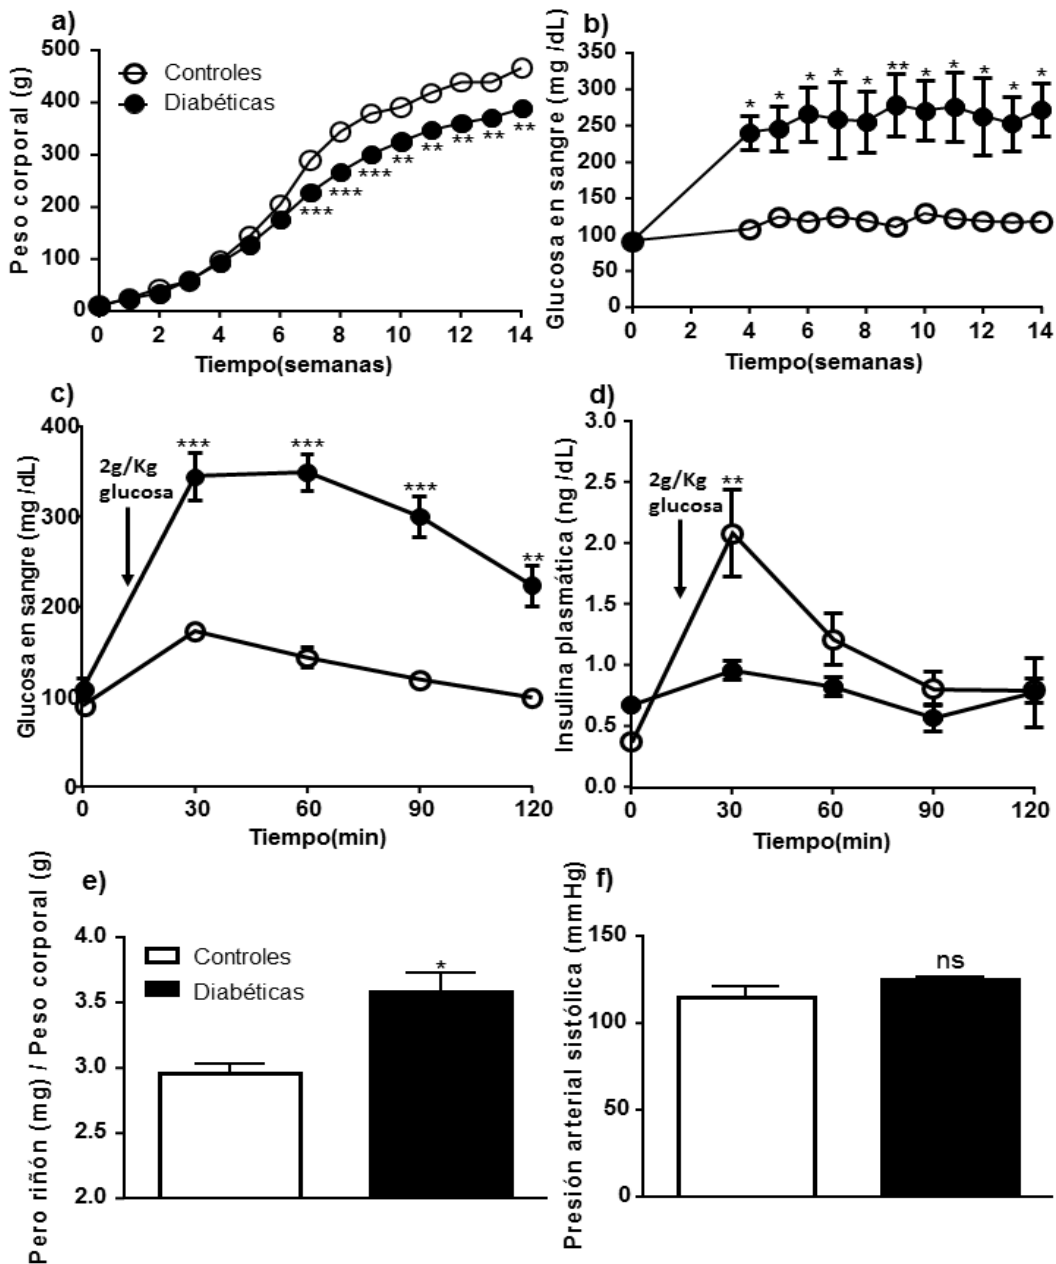 a)
Peso corporal (g)
500
400
300
200
100
0
Controles
Diabéticas
***
***
***
**
**
**
**
**
0 2 4 6 8 10 12 14
Tiempo(semanas)
b)
Glucosa en sangre (mg /dL)
350
300
250
200
150
100
50
0
* * * * * ** * * * * *
0 2 4 6 8 10 12 14
Tiempo(semanas)
c)
Glucosa en sangre (mg /dL)
400
300
200
100
0
2g/Kg
glucosa
***
***
***
**
0 30 60 90 120
Tiempo(min)
d)
Insulina plasmática (ng /dL)
3.0
2.5
2.0
1.5
1.0
0.5
0.0
2g/Kg
glucosa
**
0 30 60 90 120
Tiempo(min)
e)
Pero riñón (mg) / Peso corporal (g)
4.0
3.5
3.0
2.5
2.0
Controles
Diabéticas
*
f)
Presión arterial sistólica (mmHg)
150
100
50
0
ns